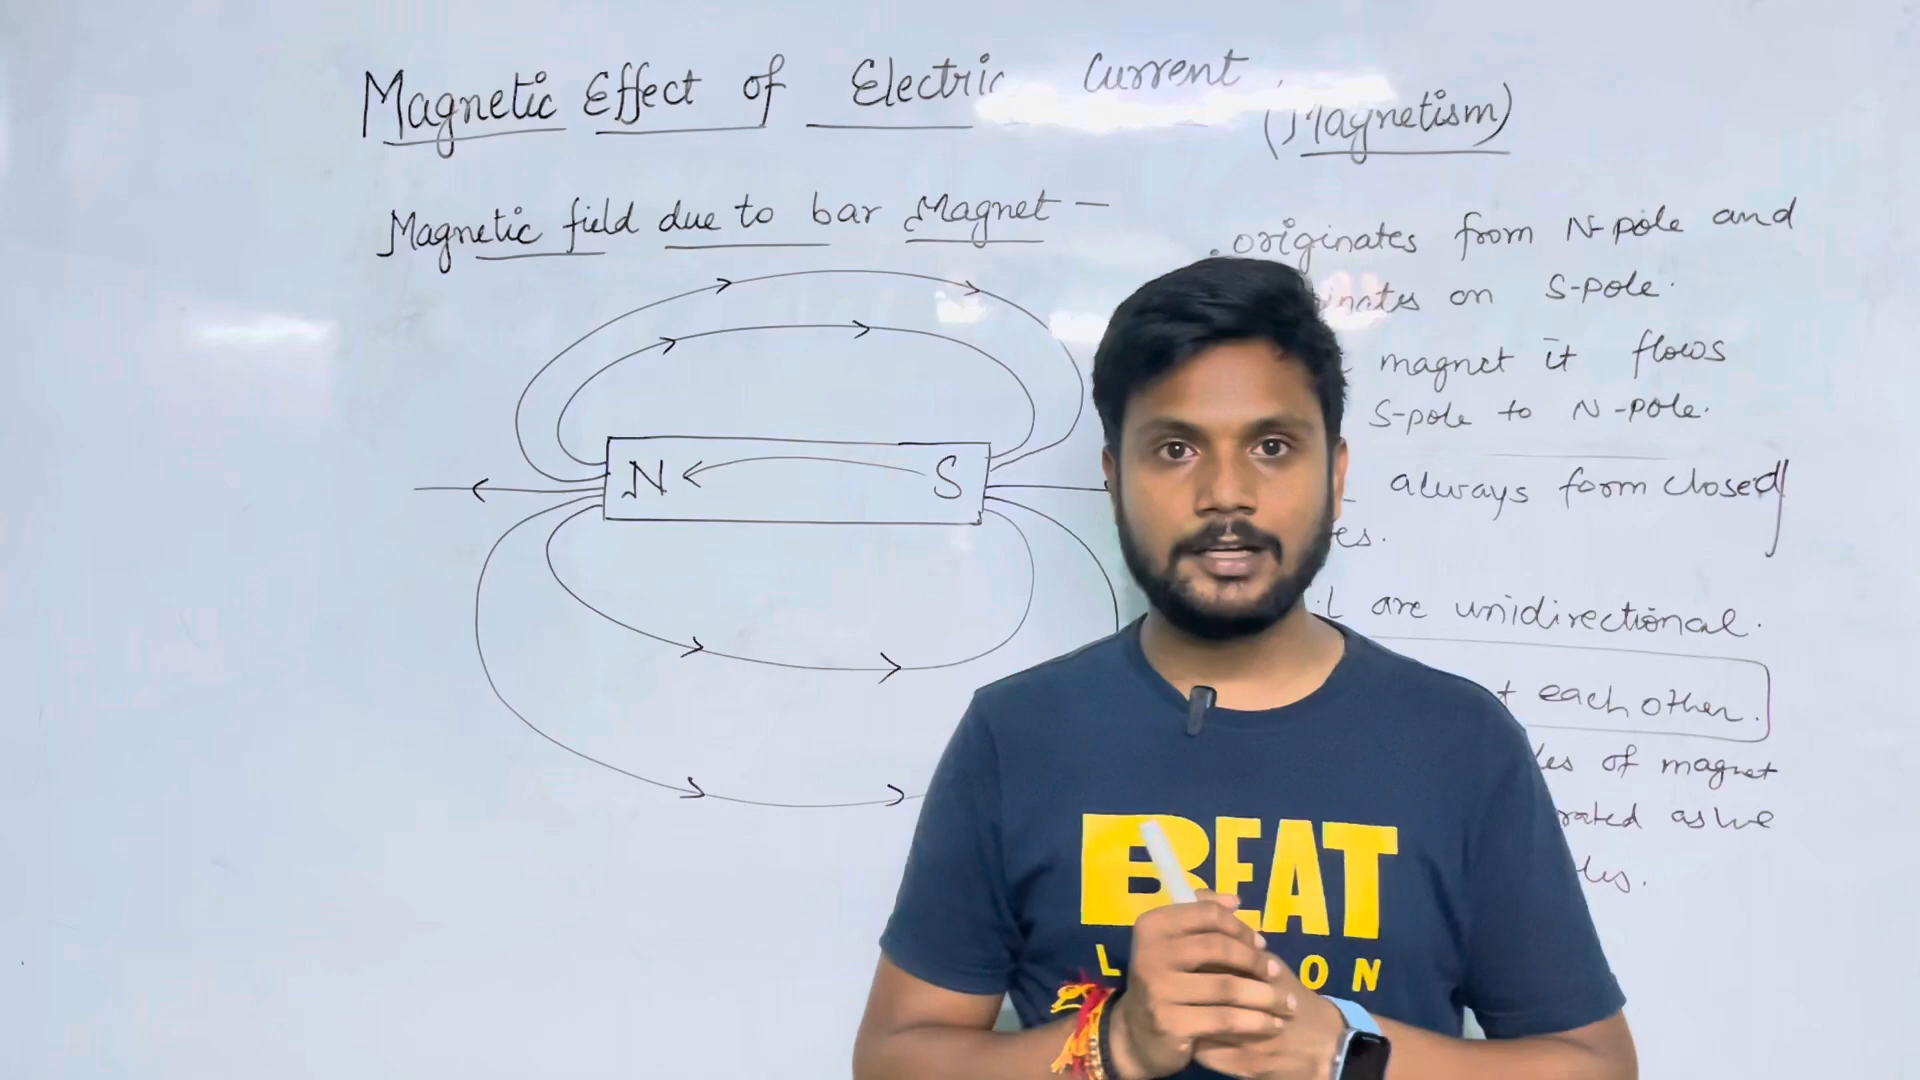 Magnetic Effect of Electric Current.
(Magnetism)
Magnetic field due to bar Magnet –
originates from N-pole and
on S-pole.
magnet it flows
S-pole to N-pole.
always form closed
are unidirectional.
each other.
of magnet
as we
N S
BEAT